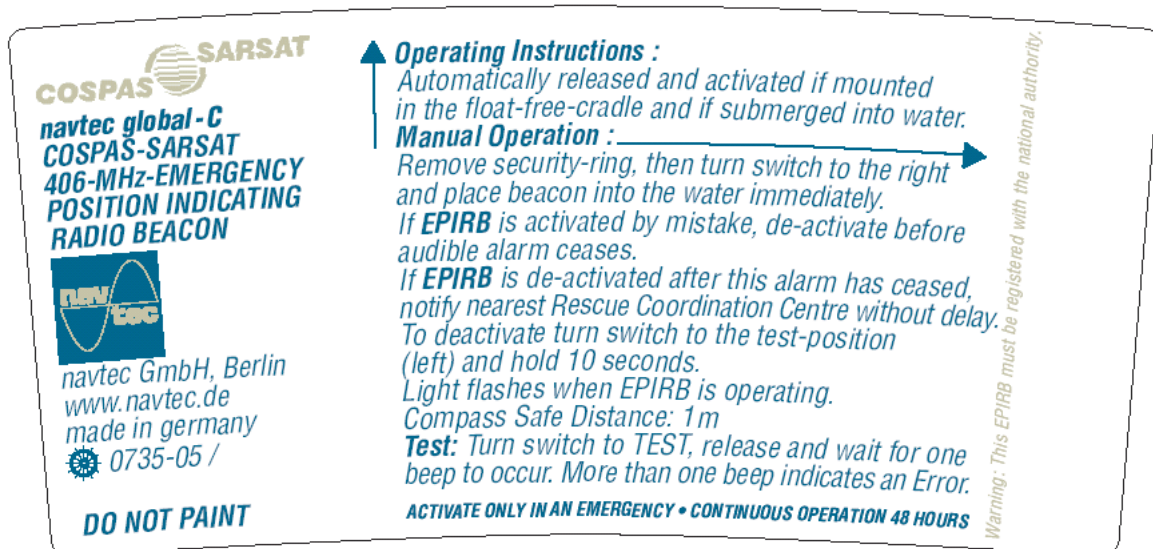 COSPAS SARSAT
navtec global-C
COSPAS-SARSAT
406-MHz-EMERGENCY
POSITION INDICATING
RADIO BEACON
nav
tec
navtec GmbH, Berlin
www.navtec.de
made in germany
0735-05 /
DO NOT PAINT
Operating Instructions :
Automatically released and activated if mounted
in the float-free-cradle and if submerged into water.
Manual Operation :
Remove security-ring, then turn switch to the right
and place beacon into the water immediately.
If EPIRB is activated by mistake, de-activate before
audible alarm ceases.
If EPIRB is de-activated after this alarm has ceased,
notify nearest Rescue Coordination Centre without delay.
To deactivate turn switch to the test-position
(left) and hold 10 seconds.
Light flashes when EPIRB is operating.
Compass Safe Distance: 1m
Test: Turn switch to TEST, release and wait for one
beep to occur. More than one beep indicates an Error.
ACTIVATE ONLY IN AN EMERGENCY • CONTINUOUS OPERATION 48 HOURS
Warning: This EPIRB must be registered with the national authority.